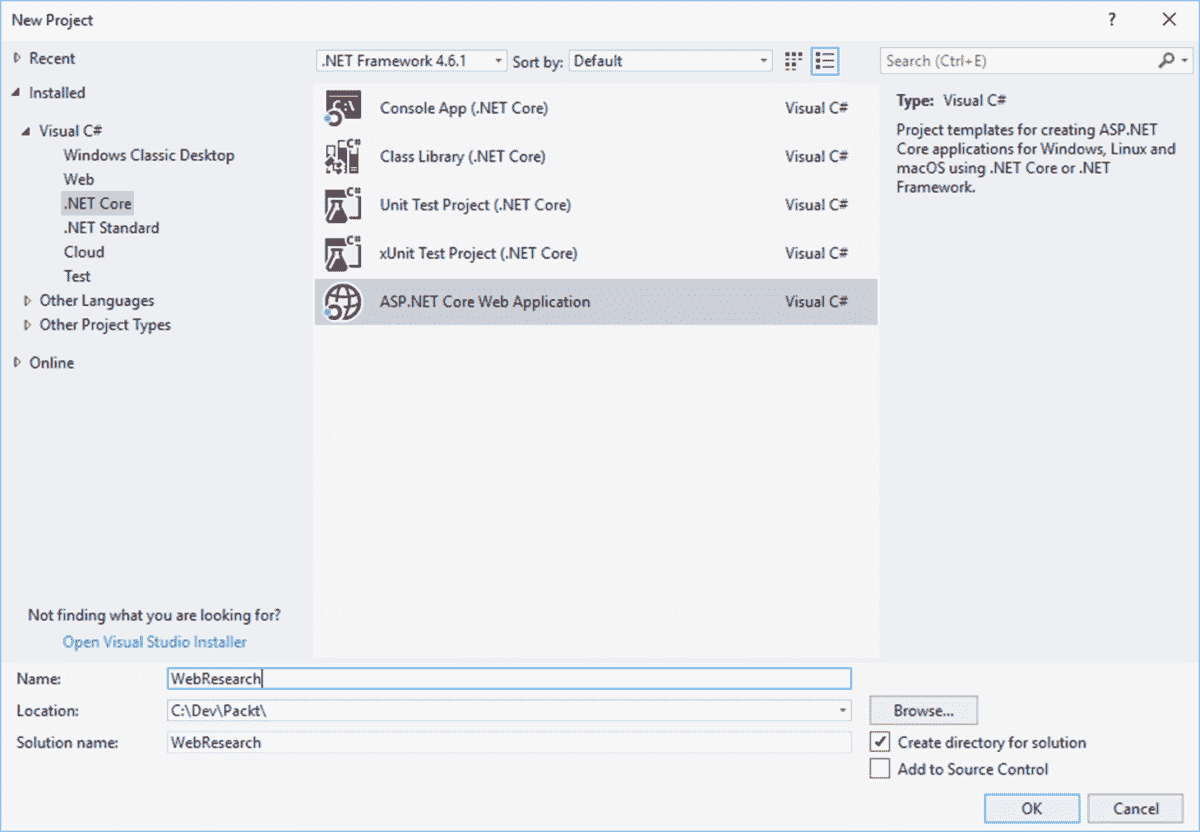 New Project
?
Recent
Installed
Visual C#
Windows Classic Desktop
Web
.NET Core
.NET Standard
Cloud
Test
Other Languages
Other Project Types
Online
Not finding what you are looking for?
Open Visual Studio Installer
.NET Framework 4.6.1 Sort by: Default
C:\ Console App (.NET Core) Visual C#
C# Class Library (.NET Core) Visual C#
C# Unit Test Project (.NET Core) Visual C#
C# xUnit Test Project (.NET Core) Visual C#
ASP.NET Core Web Application Visual C#
Search (Ctrl+E)
Type: Visual C#
Project templates for creating ASP.NET
Core applications for Windows, Linux and
macOS using .NET Core or .NET
Framework.
Name: WebResearch
Location: C:\Dev\Packt\
Browse...
Solution name: WebResearch
Create directory for solution
Add to Source Control
OK Cancel